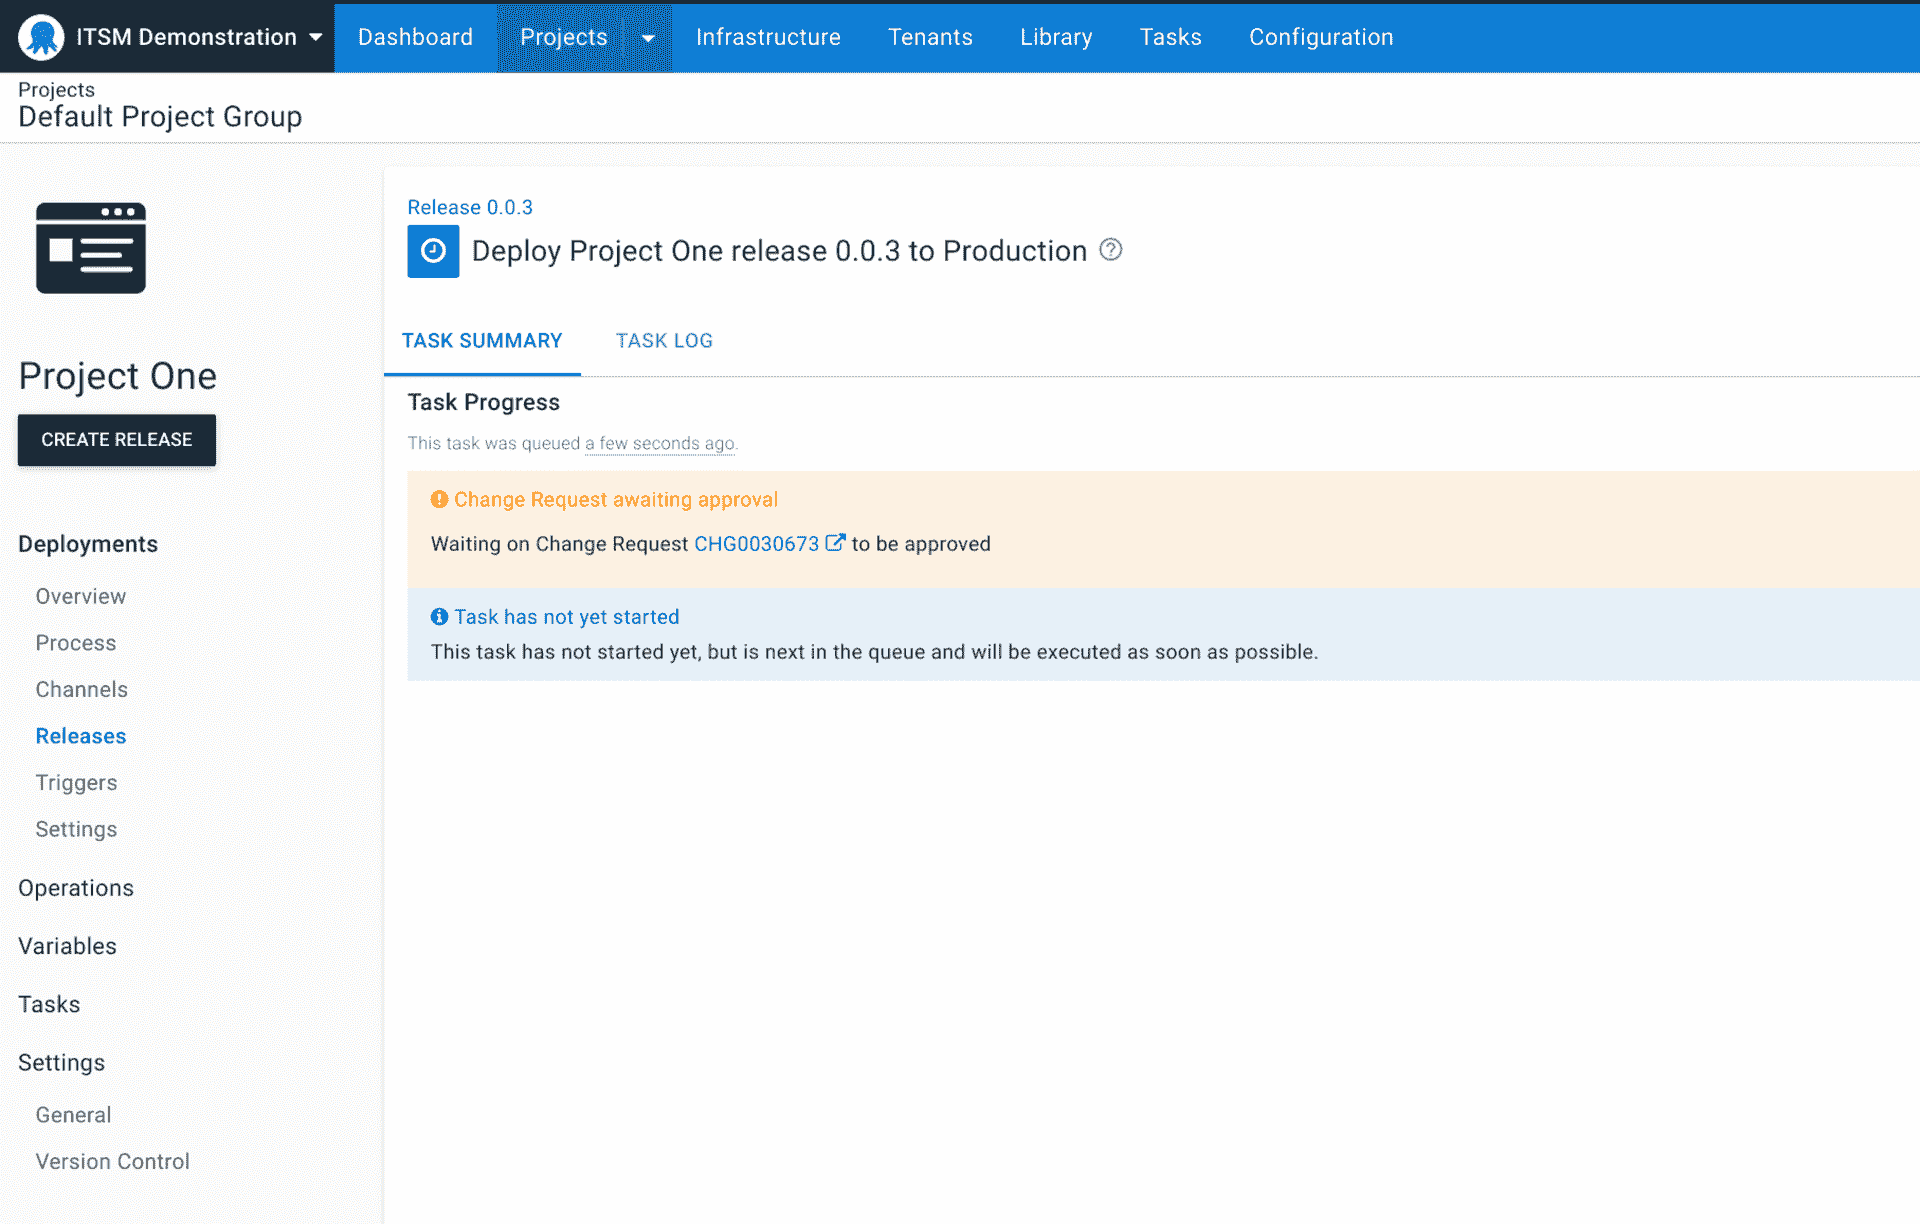 ITSM Demonstration
Dashboard
Projects
Infrastructure
Tenants
Library
Tasks
Configuration
Projects
Default Project Group
Project One
CREATE RELEASE
Deployments
Overview
Process
Channels
Releases
Triggers
Settings
Operations
Variables
Tasks
Settings
General
Version Control
Release 0.0.3
Deploy Project One release 0.0.3 to Production
TASK SUMMARY
TASK LOG
Task Progress
This task was queued a few seconds ago.
Change Request awaiting approval
Waiting on Change Request CHG0030673 to be approved
Task has not yet started
This task has not started yet, but is next in the queue and will be executed as soon as possible.